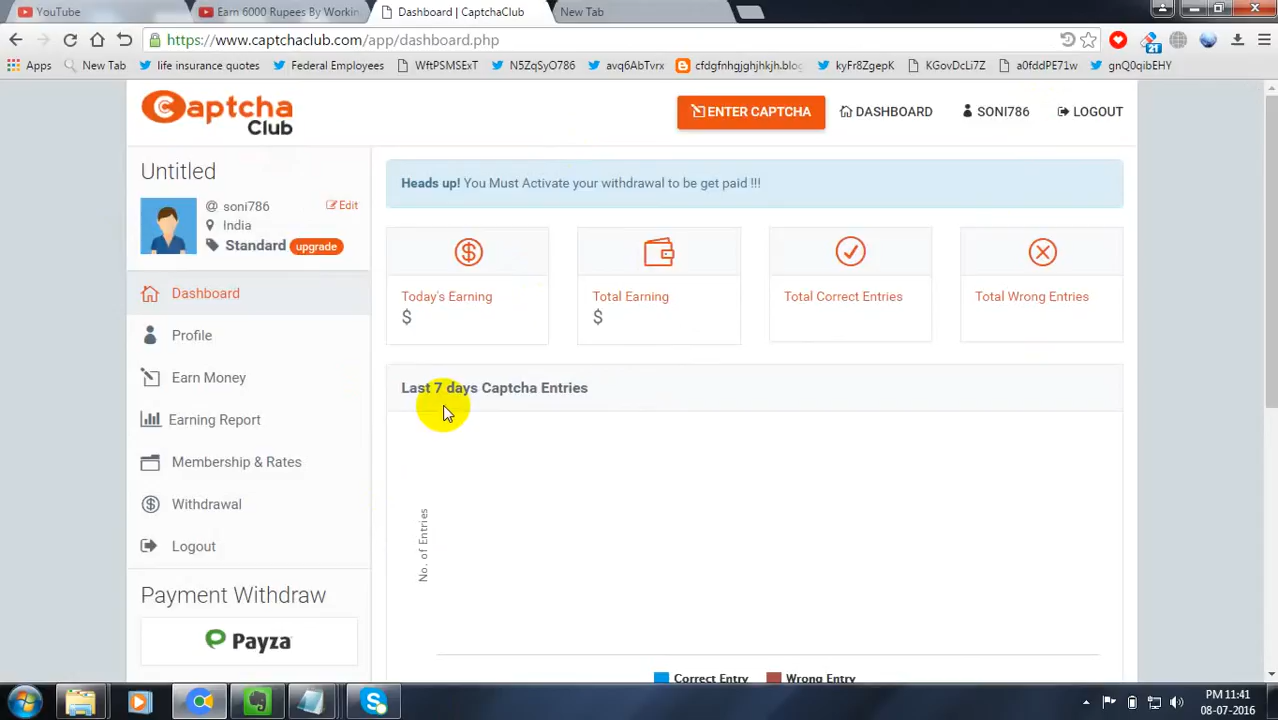 YouTube
Earn 6000 Rupees By Workin
Dashboard | CaptchaClub
New Tab
https://www.captchaclub.com/app/dashboard.php
21
Apps
New Tab
life insurance quotes
Federal Employees
WftPSMSExT
N5ZqSyO786
avq6AbTvrx
cfdgfnhgjghjhkjh.blog
kyFr8ZgepK
KGovDcLi7Z
a0fddPE71w
gnQ0qibEHY
Captcha
Club
ENTER CAPTCHA
DASHBOARD
SONI786
LOGOUT
Untitled
@ soni786
Edit
India
Standard upgrade
Dashboard
Profile
Earn Money
Earning Report
Membership & Rates
Withdrawal
Logout
Payment Withdraw
Payza
Heads up! You Must Activate your withdrawal to be get paid !!!
Today's Earning
$
Total Earning
$
Total Correct Entries
Total Wrong Entries
Last 7 days Captcha Entries
No. of Entries
Correct Entry
Wrong Entry
PM 11:41
08-07-2016